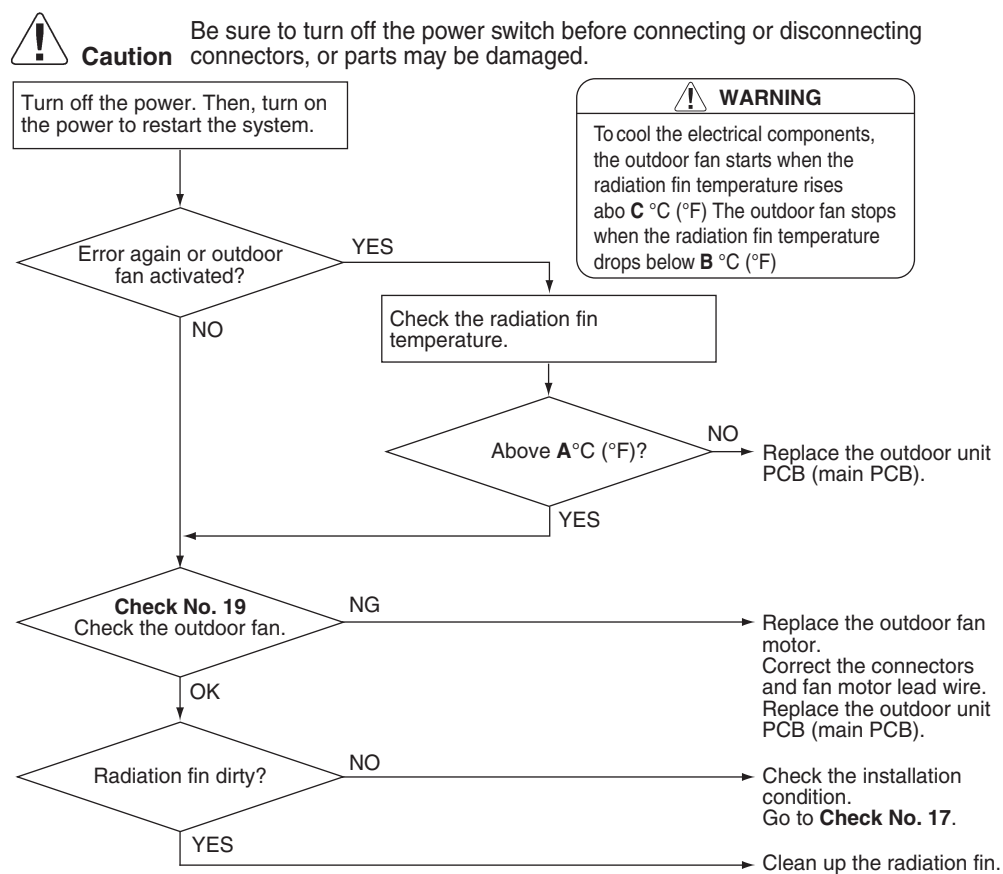 Be sure to turn off the power switch before connecting or disconnecting
Caution connectors, or parts may be damaged.
Turn off the power. Then, turn on
the power to restart the system.
WARNING
To cool the electrical components,
the outdoor fan starts when the
radiation fin temperature rises
abo C °C (°F) The outdoor fan stops
when the radiation fin temperature
drops below B °C (°F)
Error again or outdoor
fan activated?
YES
NO
Check the radiation fin
temperature.
Above A°C (°F)?
NO
Replace the outdoor unit
PCB (main PCB).
YES
Check No. 19
Check the outdoor fan.
NG
Replace the outdoor fan
motor.
Correct the connectors
and fan motor lead wire.
Replace the outdoor unit
PCB (main PCB).
OK
Radiation fin dirty?
NO
Check the installation
condition.
Go to Check No. 17.
YES
Clean up the radiation fin.